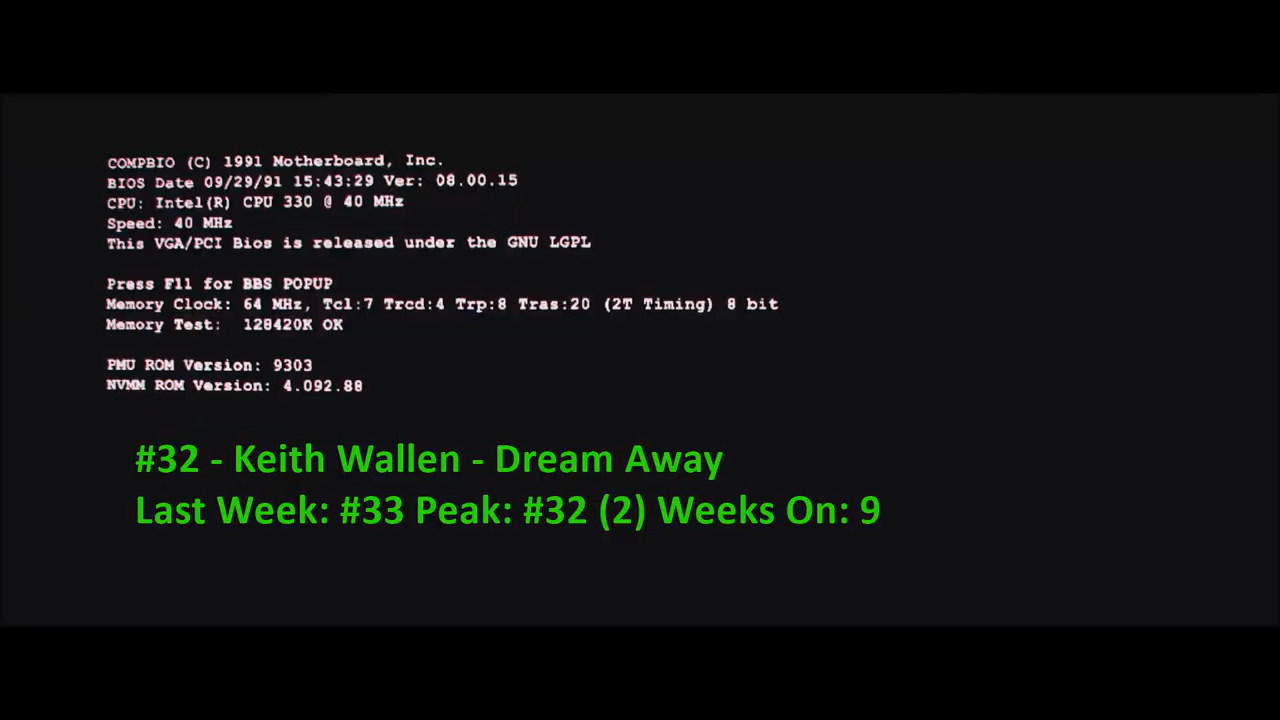 COMPBIO (C) 1991 Motherboard, Inc.
BIOS Date 09/29/91 15:43:29 Ver: 08.00.15
CPU: Intel(R) CPU 330 @ 40 MHz
Speed: 40 MHz
This VGA/PCI Bios is released under the GNU LGPL
Press F11 for BBS POPUP
Memory Clock: 64 MHz, Tcl:7 Trcd:4 Trp:8 Tras:20 (2T Timing) 8 bit
Memory Test: 128420K OK
PMU ROM Version: 9303
NVMM ROM Version: 4.092.88
#32 - Keith Wallen - Dream Away
Last Week: #33 Peak: #32 (2) Weeks On: 9